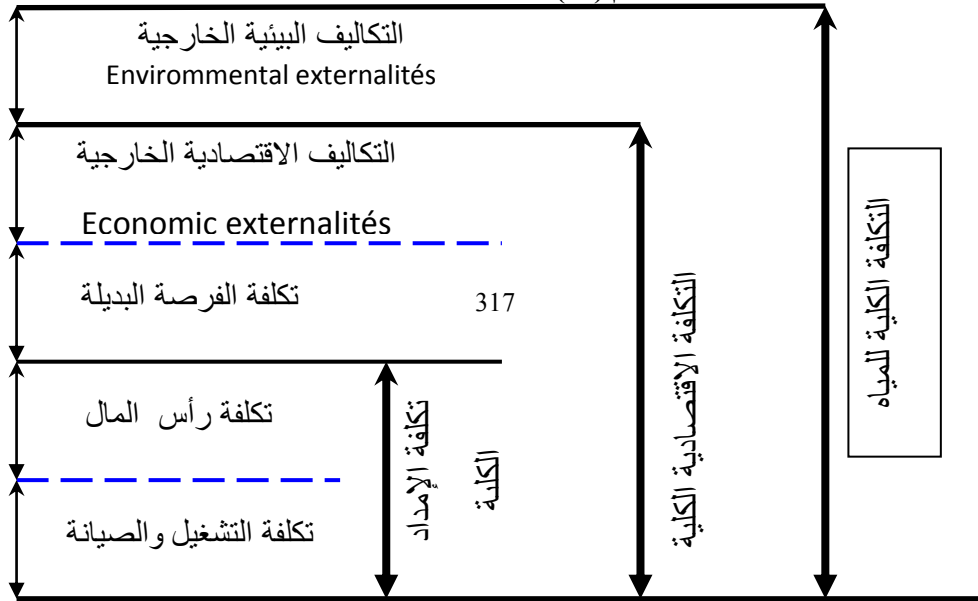 التكاليف البيئية الخارجية
Envirommental externalités
التكاليف الاقتصادية الخارجية
Economic externalités
تكلفة الفرصة البديلة
317
تكلفة رأس المال
تكلفة التشغيل والصيانة
تكلفة الإمداد
الكلية
التكلفة الاقتصادية الكلية
التكلفة الكلية للمياه